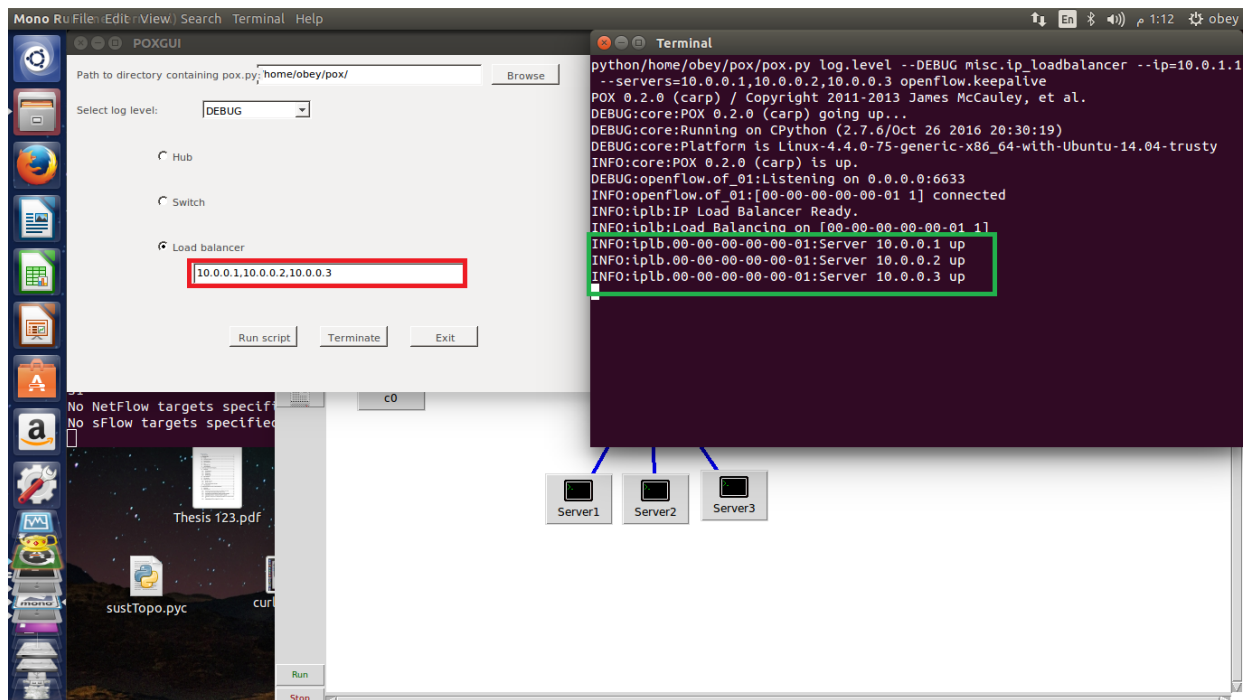 Mono Ru File Edit View Search Terminal Help
En
م 1:12
obey
POXGUI
Path to directory containing pox.py:
home/obey/pox/
Browse
Select log level:
DEBUG
Hub
Switch
Load balancer
10.0.0.1,10.0.0.2,10.0.0.3
Run script
Terminate
Exit
Terminal
python/home/obey/pox/pox.py log.level --DEBUG misc.ip_loadbalancer --ip=10.0.1.1
--servers=10.0.0.1,10.0.0.2,10.0.0.3 openflow.keepalive
POX 0.2.0 (carp) / Copyright 2011-2013 James McCauley, et al.
DEBUG:core:POX 0.2.0 (carp) going up...
DEBUG:core:Running on CPython (2.7.6/Oct 26 2016 20:30:19)
DEBUG:core:Platform is Linux-4.4.0-75-generic-x86_64-with-Ubuntu-14.04-trusty
INFO:core:POX 0.2.0 (carp) is up.
DEBUG:openflow.of_01:Listening on 0.0.0.0:6633
INFO:openflow.of_01:[00-00-00-00-00-01 1] connected
INFO:iplb:IP Load Balancer Ready.
INFO:iplb:Load Balancing on [00-00-00-00-00-01 1]
INFO:iplb.00-00-00-00-00-01:Server 10.0.0.1 up
INFO:iplb.00-00-00-00-00-01:Server 10.0.0.2 up
INFO:iplb.00-00-00-00-00-01:Server 10.0.0.3 up
No NetFlow targets specif
No sFlow targets specified
c0
Server1
Server2
Server3
Thesis 123.pdf
sustTopo.pyc
curl
mono
Run
Stop